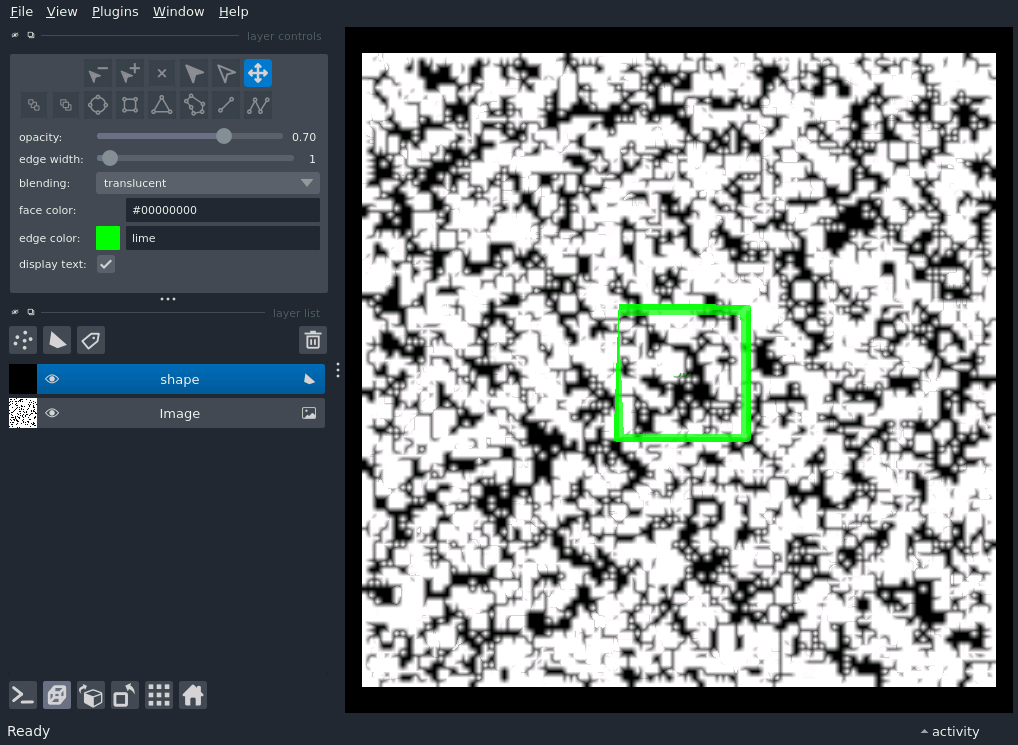 File View Plugins Window Help
layer controls
opacity: 0.70
edge width: 1
blending: translucent
face color: #00000000
edge color: lime
display text:
layer list
shape
Image
Ready
activity